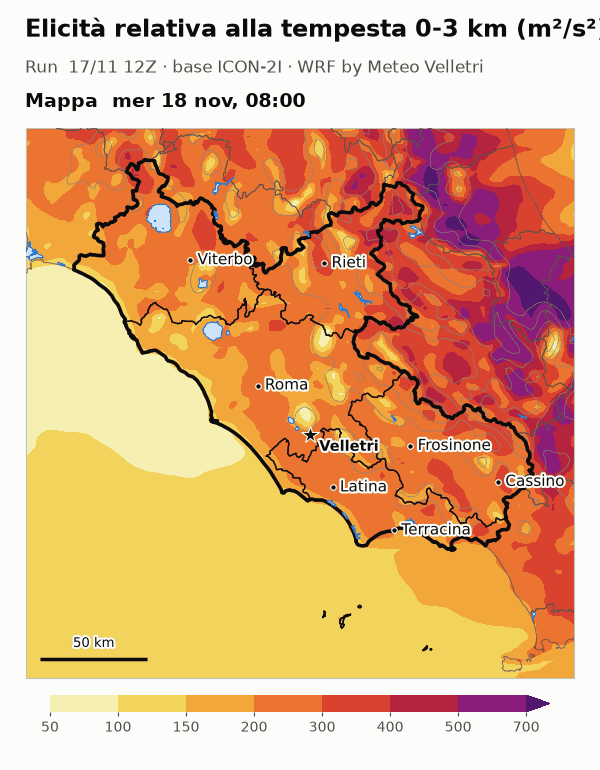 Elicità relativa alla tempesta 0-3 km (m²/s²)
Run 17/11 12Z · base ICON-2I · WRF by Meteo Velletri
Mappa mer 18 nov, 08:00
Viterbo
Rieti
Roma
Velletri
Frosinone
Latina
Cassino
Terracina
50 km
50 100 150 200 300 400 500 700